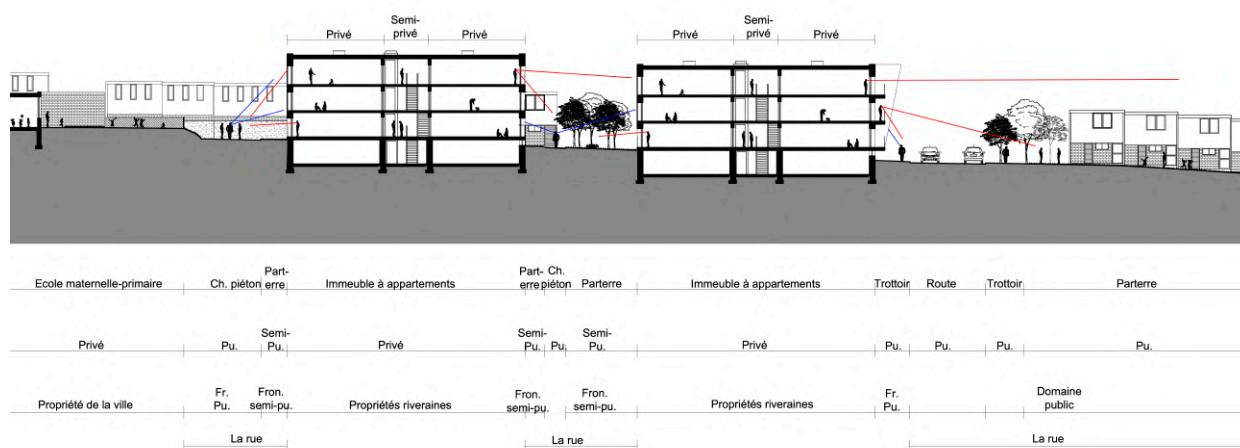 Privé
Semi-
privé
Privé
Privé
Semi-
privé
Privé
Ecole maternelle-primaire
Ch. piéton
Part-
erre
Immeuble à appartements
Part-
erre
Ch.
piéton
Parterre
Immeuble à appartements
Trottoir
Route
Trottoir
Parterre
Privé
Pu.
Semi-
Pu.
Privé
Semi-
Pu.
Pu.
Semi-
Pu.
Privé
Pu.
Pu.
Pu.
Pu.
Propriété de la ville
Fr.
Pu.
Fron.
semi-pu.
Propriétés riveraines
Fron.
semi-pu.
Fron.
semi-pu.
Propriétés riveraines
Fr.
Pu.
Domaine
public
La rue
La rue
La rue